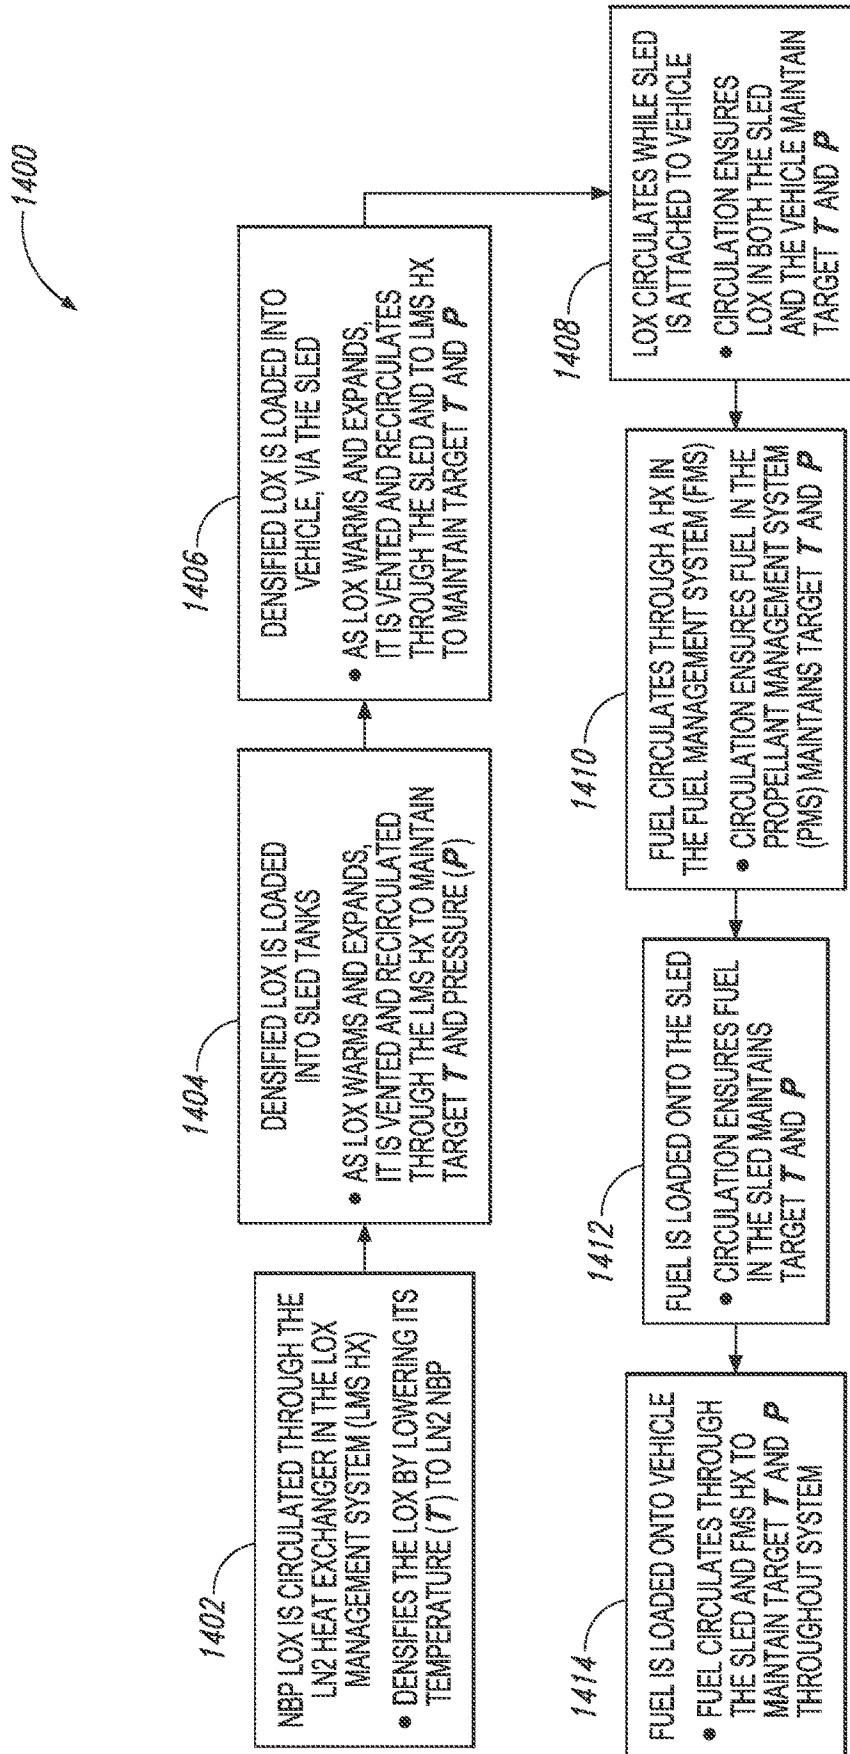 1400
1402
NBP LOX IS CIRCULATED THROUGH THE
LN2 HEAT EXCHANGER IN THE LOX
MANAGEMENT SYSTEM (LMS HX)
• DENSIFIES THE LOX BY LOWERING ITS
TEMPERATURE (T) TO LN2 NBP
1404
DENSIFIED LOX IS LOADED
INTO SLED TANKS
• AS LOX WARMS AND EXPANDS,
IT IS VENTED AND RECIRCULATED
THROUGH THE LMS HX TO MAINTAIN
TARGET T AND PRESSURE (P)
1406
DENSIFIED LOX IS LOADED INTO
VEHICLE, VIA THE SLED
• AS LOX WARMS AND EXPANDS,
IT IS VENTED AND RECIRCULATES
THROUGH THE SLED AND TO LMS HX
TO MAINTAIN TARGET T AND P
1408
LOX CIRCULATES WHILE SLED
IS ATTACHED TO VEHICLE
• CIRCULATION ENSURES
LOX IN BOTH THE SLED
AND THE VEHICLE MAINTAIN
TARGET T AND P
1410
FUEL CIRCULATES THROUGH A HX IN
THE FUEL MANAGEMENT SYSTEM (FMS)
• CIRCULATION ENSURES FUEL IN THE
PROPELLANT MANAGEMENT SYSTEM
(PMS) MAINTAINS TARGET T AND P
1412
FUEL IS LOADED ONTO THE SLED
• CIRCULATION ENSURES FUEL
IN THE SLED MAINTAINS
TARGET T AND P
1414
FUEL IS LOADED ONTO VEHICLE
• FUEL CIRCULATES THROUGH
THE SLED AND FMS HX TO
MAINTAIN TARGET T AND P
THROUGHOUT SYSTEM